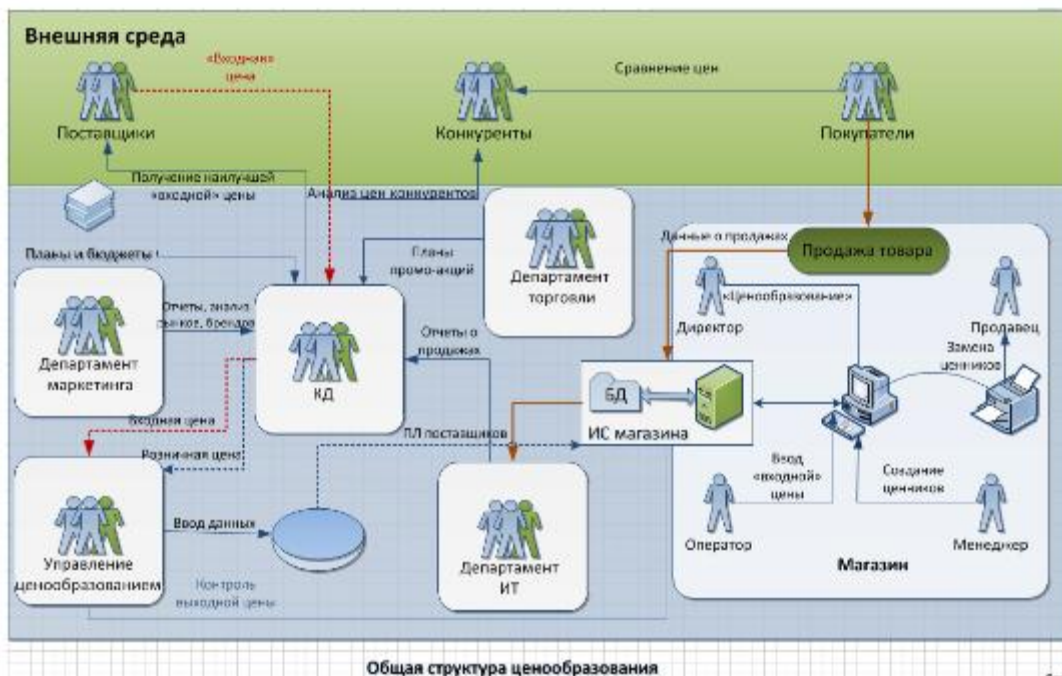 Внешняя среда
«Входная»
цена
Сравнение цен
Поставщики
Конкуренты
Покупатели
Получение наилучшей
«входной» цены
Анализ цен конкурентов
Планы и бюджеты
Планы
промо-акций
Департамент
торговли
Данные о продажах
Продажа товара
«Ценообразование»
Директор
Продавец
Замена
ценников
Отчеты, анализ
рынков, брендов
Департамент
маркетинга
КД
Отчеты о
продажах
БД
ИС магазина
Входная цена
Розничная цена
ПЛ поставщиков
Ввод
«входной»
цены
Создание
ценников
Ввод данных
Управление
ценообразованием
Департамент
ИТ
Оператор
Менеджер
Магазин
Контроль
выходной цены
Общая структура ценообразования